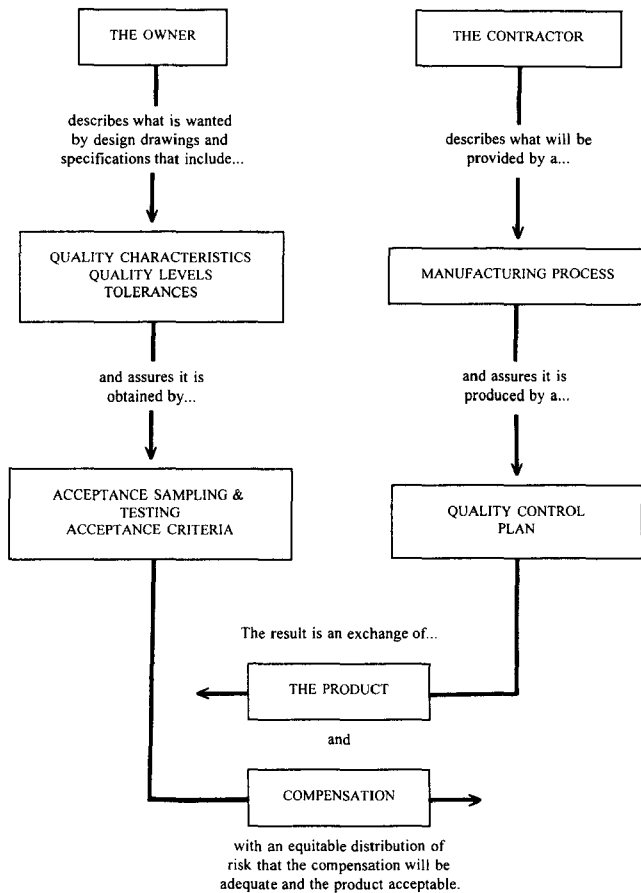 THE OWNER
describes what is wanted
by design drawings and
specifications that include...
QUALITY CHARACTERISTICS
QUALITY LEVELS
TOLERANCES
and assures it is
obtained by...
ACCEPTANCE SAMPLING &
TESTING
ACCEPTANCE CRITERIA
THE CONTRACTOR
describes what will be
provided by a...
MANUFACTURING PROCESS
and assures it is
produced by a...
QUALITY CONTROL
PLAN
The result is an exchange of...
THE PRODUCT
and
COMPENSATION
with an equitable distribution of
risk that the compensation will be
adequate and the product acceptable.